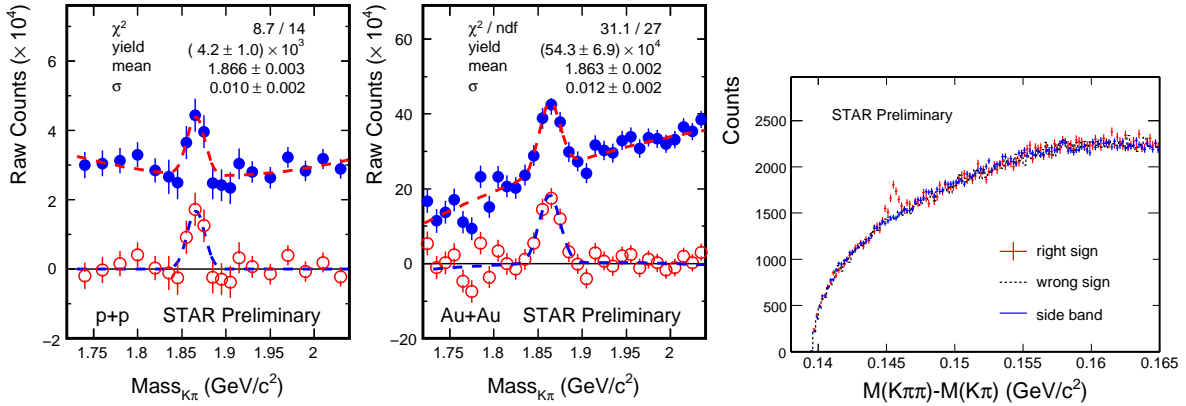 χ² 8.7 / 14
yield ( 4.2 ± 1.0) × 10³
mean 1.866 ± 0.003
σ 0.010 ± 0.002
Raw Counts (× 10⁴)
6
4
2
0
−2
p+p STAR Preliminary
1.75 1.8 1.85 1.9 1.95 2
Mass_Kπ (GeV/c²)
χ² / ndf 31.1 / 27
yield (54.3 ± 6.9) × 10⁴
mean 1.863 ± 0.002
σ 0.012 ± 0.002
Raw Counts (× 10⁴)
60
40
20
0
−20
Au+Au STAR Preliminary
1.75 1.8 1.85 1.9 1.95 2
Mass_Kπ (GeV/c²)
STAR Preliminary
Counts
2500
2000
1500
1000
500
0
right sign
wrong sign
side band
0.14 0.145 0.15 0.155 0.16 0.165
M(Kππ)-M(Kπ) (GeV/c²)